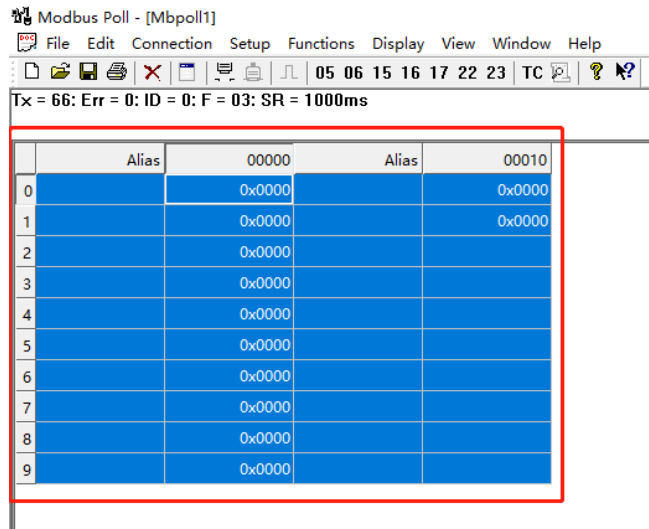 Modbus Poll - [Mbpoll1]
File Edit Connection Setup Functions Display View Window Help
05 06 15 16 17 22 23 TC
Tx = 66: Err = 0: ID = 0: F = 03: SR = 1000ms
Alias 00000 Alias 00010
0 0x0000 0x0000
1 0x0000 0x0000
2 0x0000
3 0x0000
4 0x0000
5 0x0000
6 0x0000
7 0x0000
8 0x0000
9 0x0000